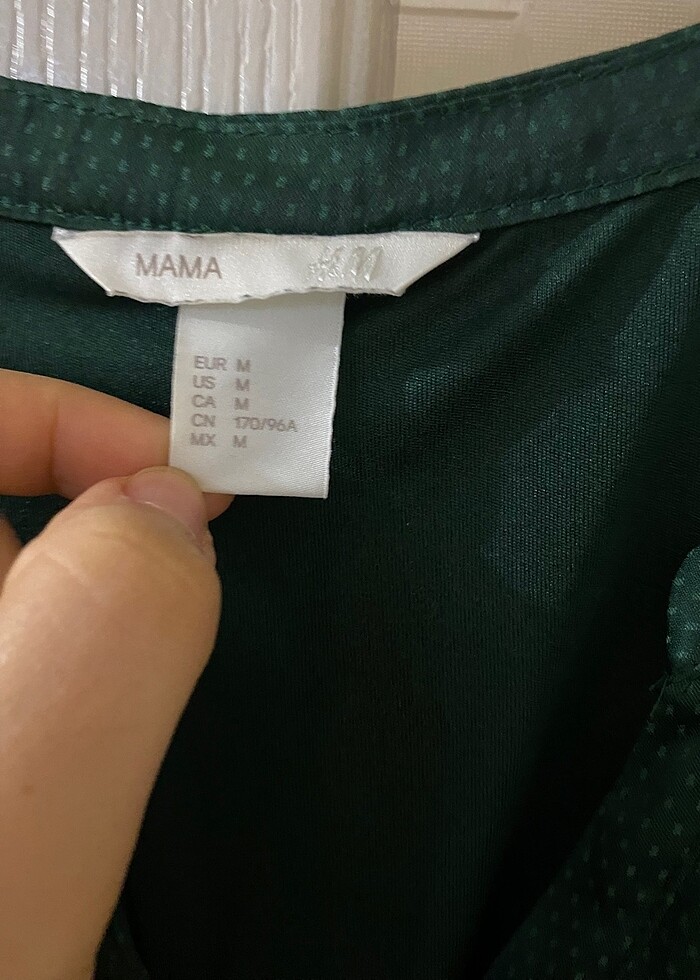 MAMA H&M
EUR M
US M
CA M
CN 170/96A
MX M